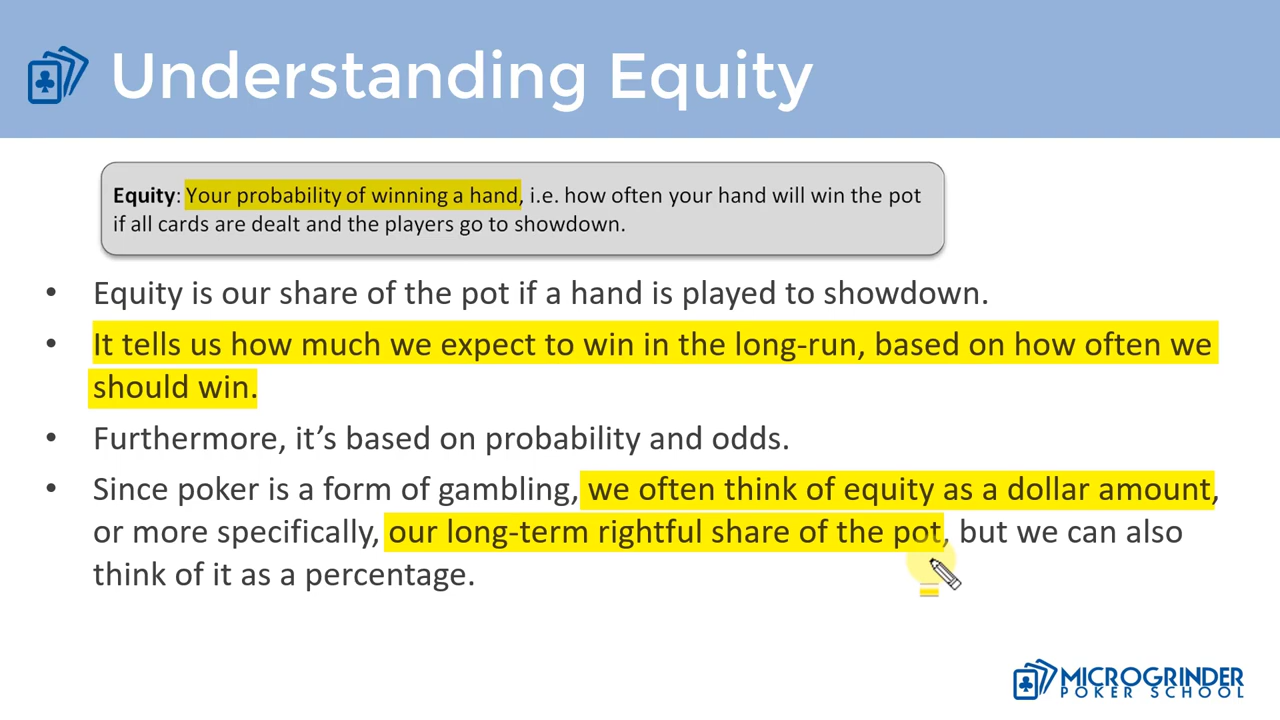 Understanding Equity
Equity: Your probability of winning a hand, i.e. how often your hand will win the pot
if all cards are dealt and the players go to showdown.
• Equity is our share of the pot if a hand is played to showdown.
• It tells us how much we expect to win in the long-run, based on how often we
should win.
• Furthermore, it’s based on probability and odds.
• Since poker is a form of gambling, we often think of equity as a dollar amount,
or more specifically, our long-term rightful share of the pot, but we can also
think of it as a percentage.
MICROGRINDER
POKER SCHOOL